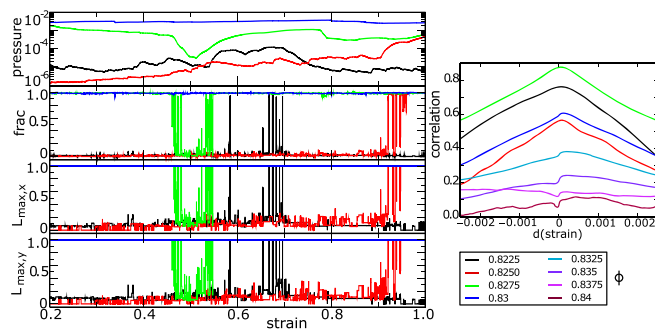 pressure
10^-2
10^-4
10^-6
frac
1.0
0.5
0.0
L_max,x
1.0
0.5
0.0
L_max,y
1.0
0.5
0.0
0.2 0.4 0.6 0.8 1.0
strain
correlation
0.8
0.6
0.4
0.2
0.0
-0.002 -0.001 0 0.001 0.002
d(strain)
0.8225 0.8325
0.8250 0.835
0.8275 0.8375
0.83 0.84
ϕ